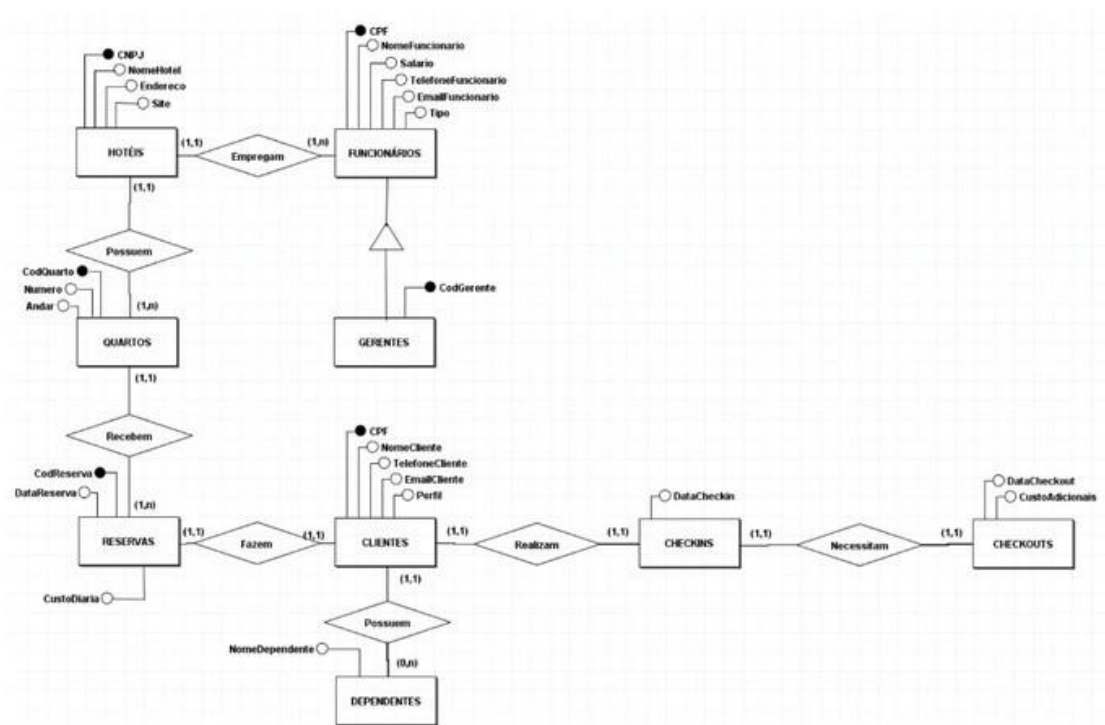 CNPJ
NomeHotel
Endereco
Site
HOTÉIS
(1,1)
Empregam
(1,n)
CPF
NomeFuncionario
Salario
TelefoneFuncionario
EmailFuncionario
Tipo
FUNCIONÁRIOS
(1,1)
Possuem
(1,n)
CodQuarto
Numero
Andar
QUARTOS
CodGerente
GERENTES
(1,1)
Recebem
(1,n)
CodReserva
DataReserva
RESERVAS
CustoDiaria
(1,1)
Fazem
(1,1)
CPF
NomeCliente
TelefoneCliente
EmailCliente
Perfil
CLIENTES
(1,1)
Realizam
(1,1)
DataCheckin
CHECKINS
(1,1)
Necessitam
(1,1)
DataCheckout
CustoAdicionais
CHECKOUTS
(1,1)
Possuem
(0,n)
NomeDependente
DEPENDENTES